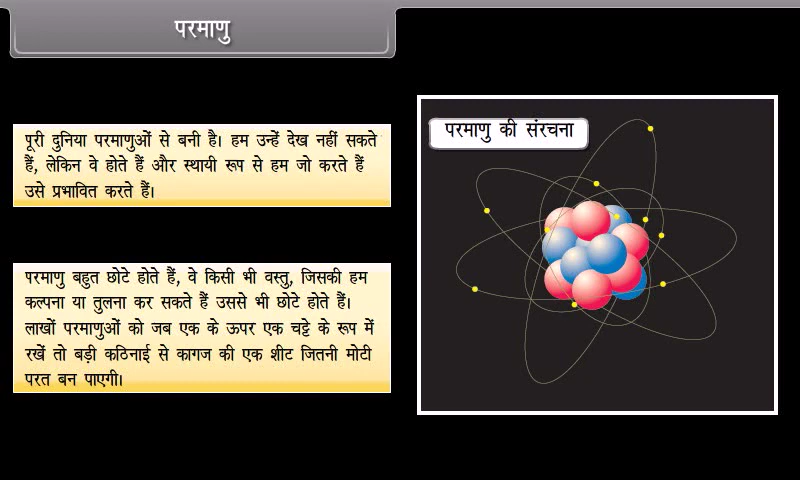 परमाणु
पूरी दुनिया परमाणुओं से बनी है। हम उन्हें देख नहीं सकते
हैं, लेकिन वे होते हैं और स्थायी रूप से हम जो करते हैं
उसे प्रभावित करते हैं।
परमाणु बहुत छोटे होते हैं, वे किसी भी वस्तु, जिसकी हम
कल्पना या तुलना कर सकते हैं उससे भी छोटे होते हैं।
लाखों परमाणुओं को जब एक के ऊपर एक चट्टे के रूप में
रखें तो बड़ी कठिनाई से कागज की एक शीट जितनी मोटी
परत बन पाएगी।
परमाणु की संरचना